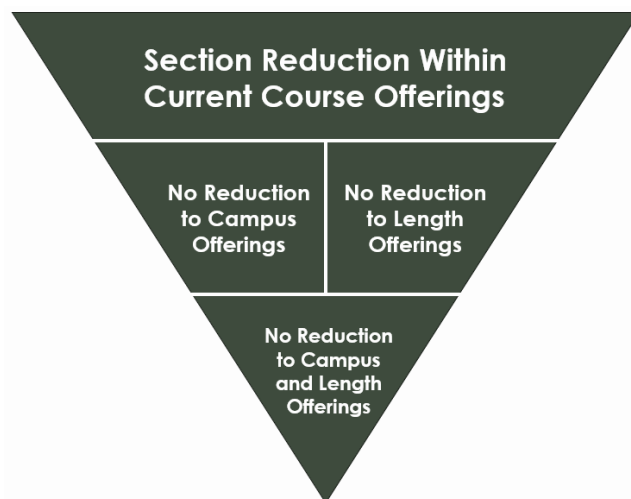 Section Reduction Within
Current Course Offerings
No Reduction
to Campus
Offerings
No Reduction
to Length
Offerings
No Reduction
to Campus
and Length
Offerings